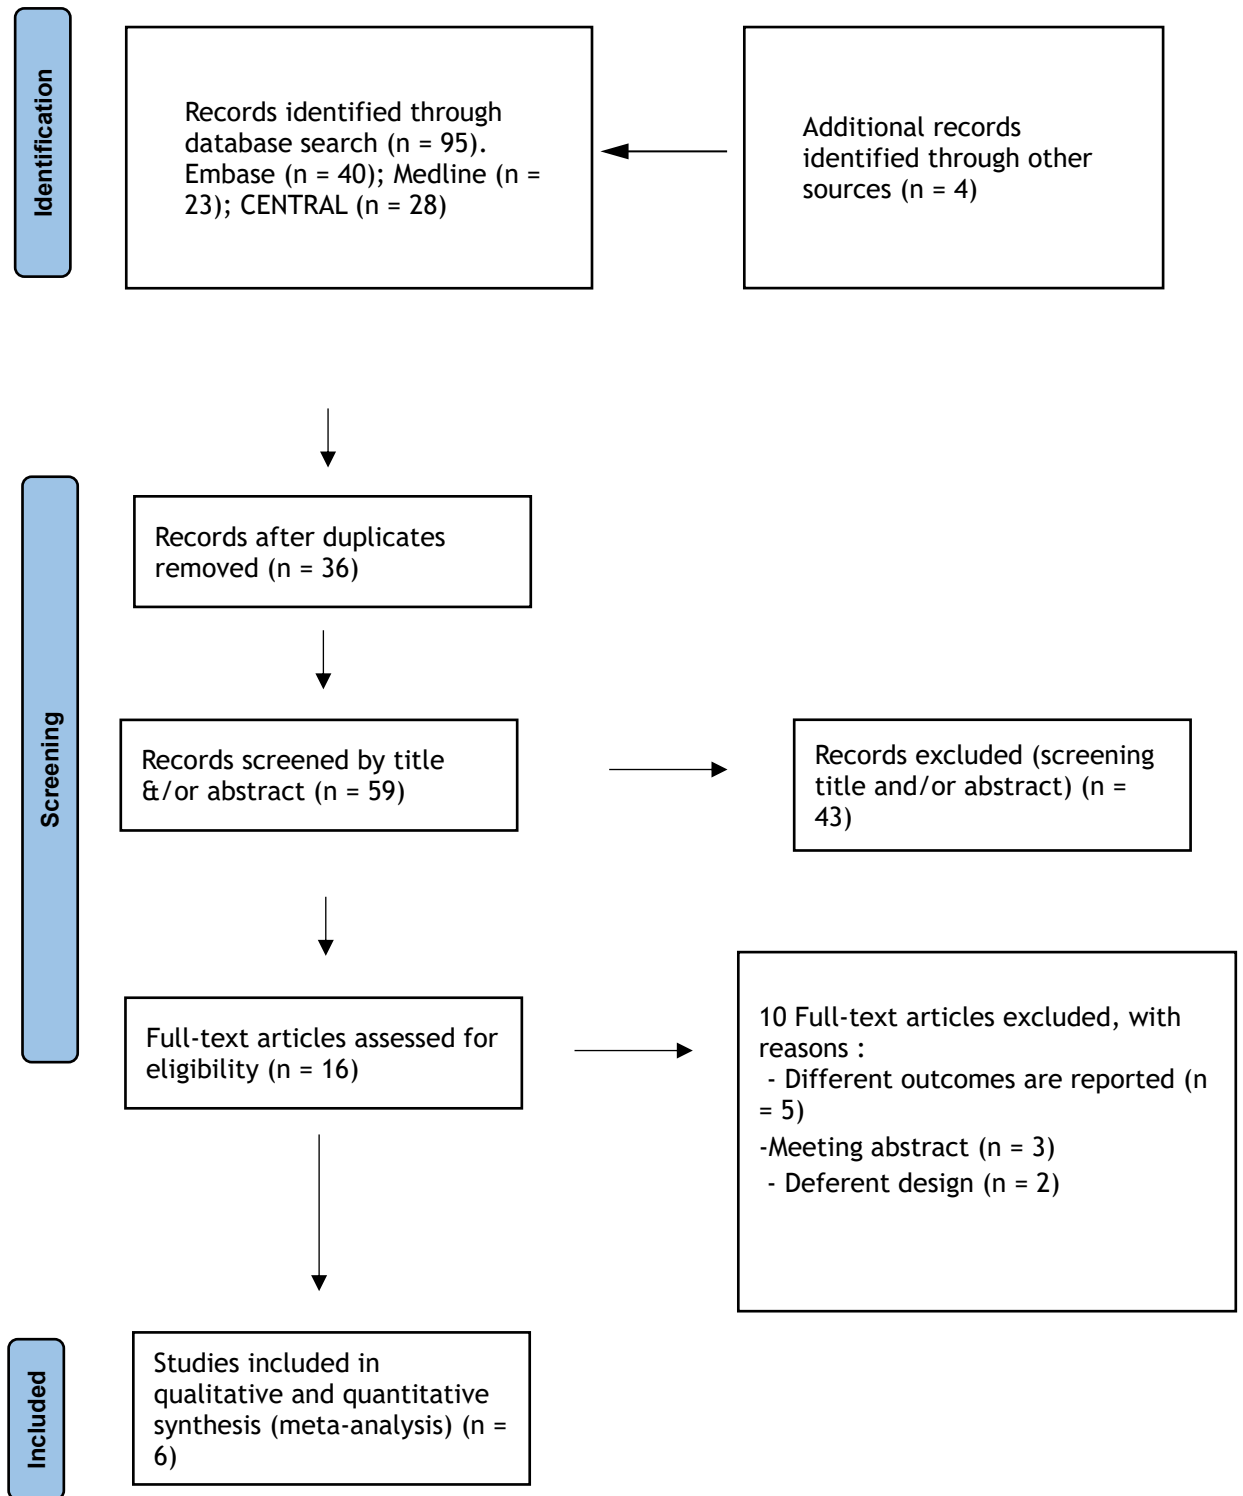 Identification
Records identified through
database search (n = 95).
Embase (n = 40); Medline (n =
23); CENTRAL (n = 28)
Additional records
identified through other
sources (n = 4)
Screening
Records after duplicates
removed (n = 36)
Records screened by title
&/or abstract (n = 59)
Records excluded (screening
title and/or abstract) (n =
43)
Full-text articles assessed for
eligibility (n = 16)
10 Full-text articles excluded, with
reasons :
- Different outcomes are reported (n
= 5)
-Meeting abstract (n = 3)
- Deferent design (n = 2)
Included
Studies included in
qualitative and quantitative
synthesis (meta-analysis) (n =
6)